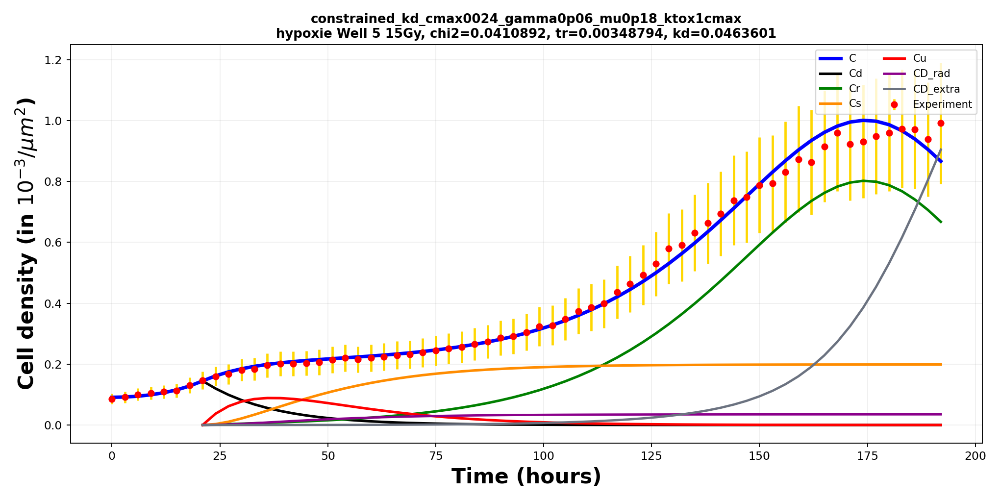 constrained_kd_cmax0024_gamma0p06_mu0p18_ktox1cmax
hypoxie Well 5 15Gy, chi2=0.0410892, tr=0.00348794, kd=0.0463601
Cell density (in 10⁻³/μm²)
1.2
1.0
0.8
0.6
0.4
0.2
0.0
C
Cd
Cr
Cs
Cu
CD_rad
CD_extra
Experiment
0 25 50 75 100 125 150 175 200
Time (hours)